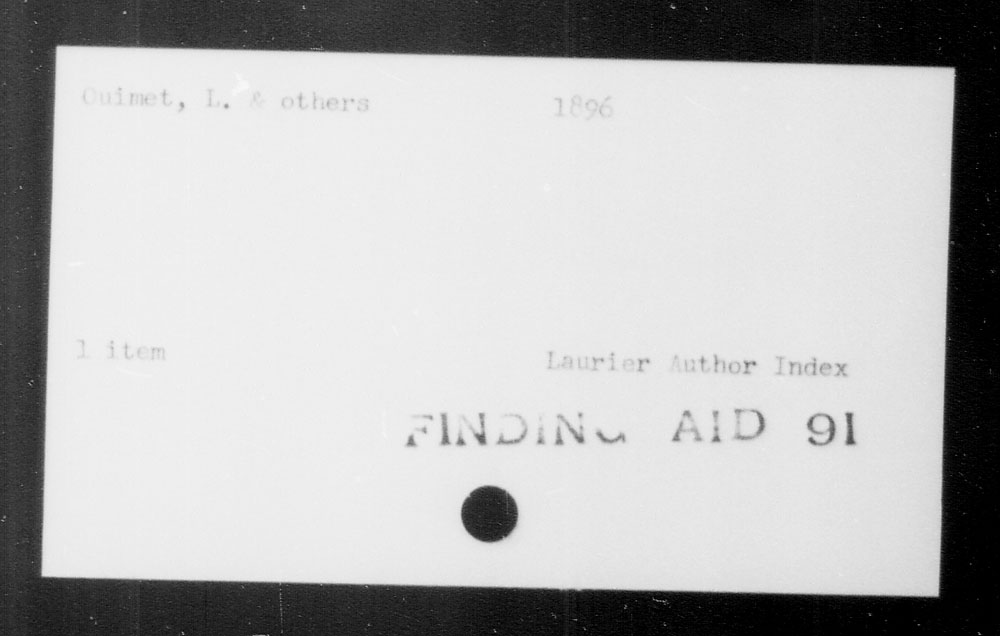 Ouimet, L. & others 1896
1 item
Laurier Author Index
FINDING AID 91